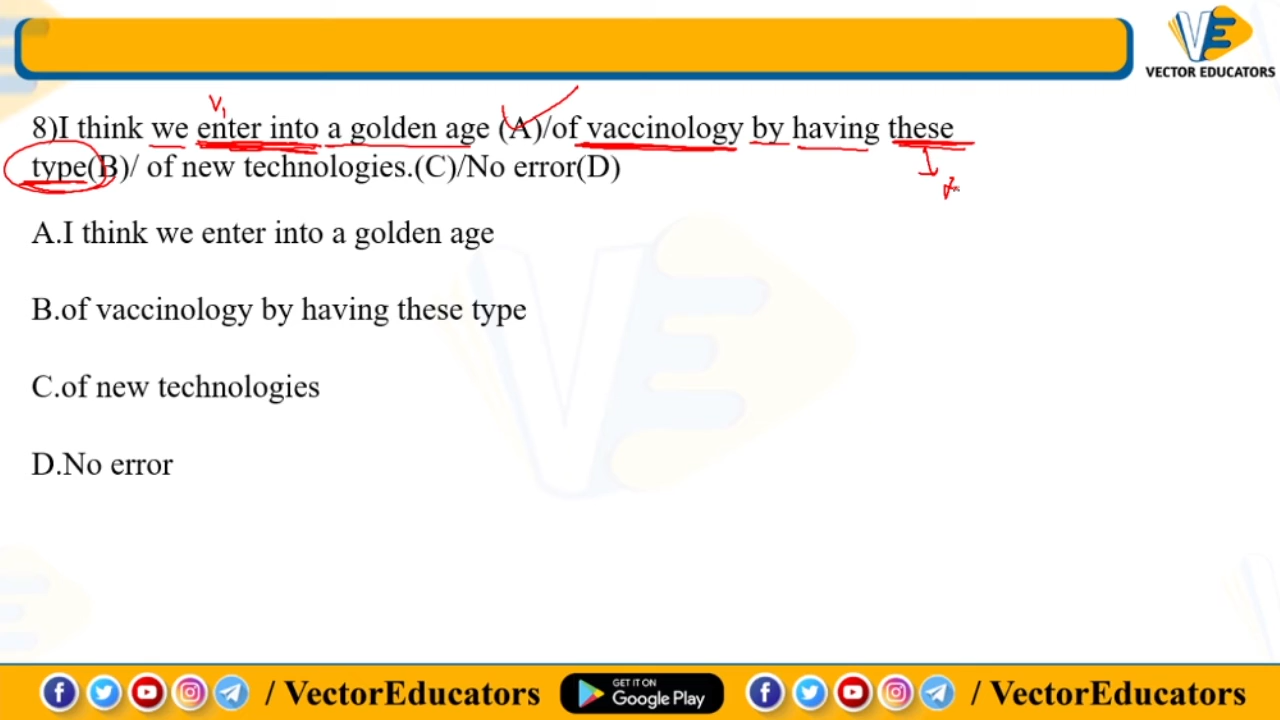 VECTOR EDUCATORS
V1
8)I think we enter into a golden age (A)/of vaccinology by having these
type(B)/ of new technologies.(C)/No error(D)
A.I think we enter into a golden age
B.of vaccinology by having these type
C.of new technologies
D.No error
/ VectorEducators
GET IT ON
Google Play
/ VectorEducators